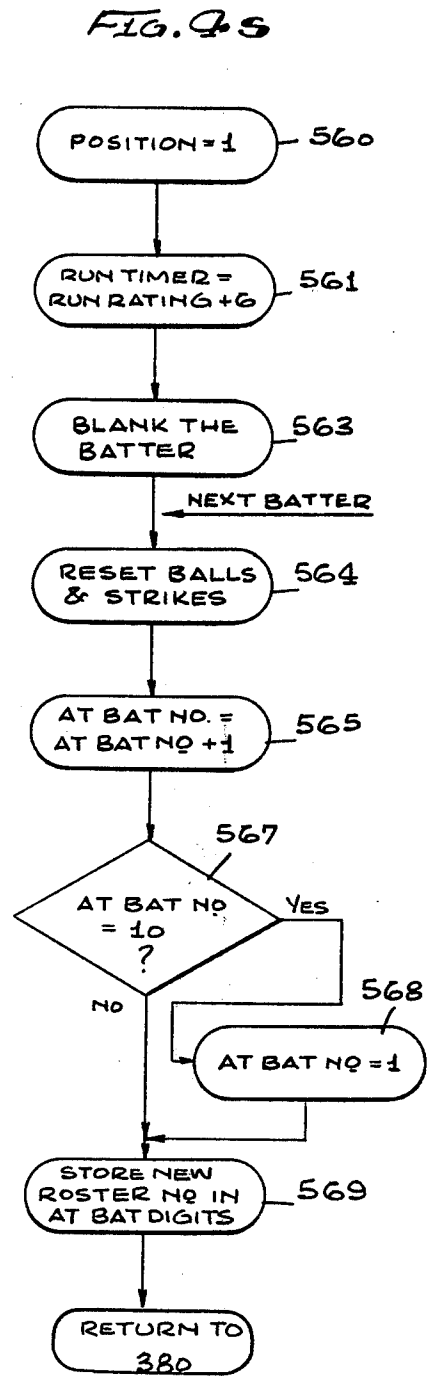 FIG. 9s
POSITION = 1
560
RUN TIMER =
RUN RATING + 6
561
BLANK THE
BATTER
563
NEXT BATTER
RESET BALLS
& STRIKES
564
AT BAT NO. =
AT BAT NO + 1
565
567
AT BAT NO
= 10
?
YES
NO
568
AT BAT NO = 1
STORE NEW
ROSTER NO IN
AT BAT DIGITS
569
RETURN TO
380